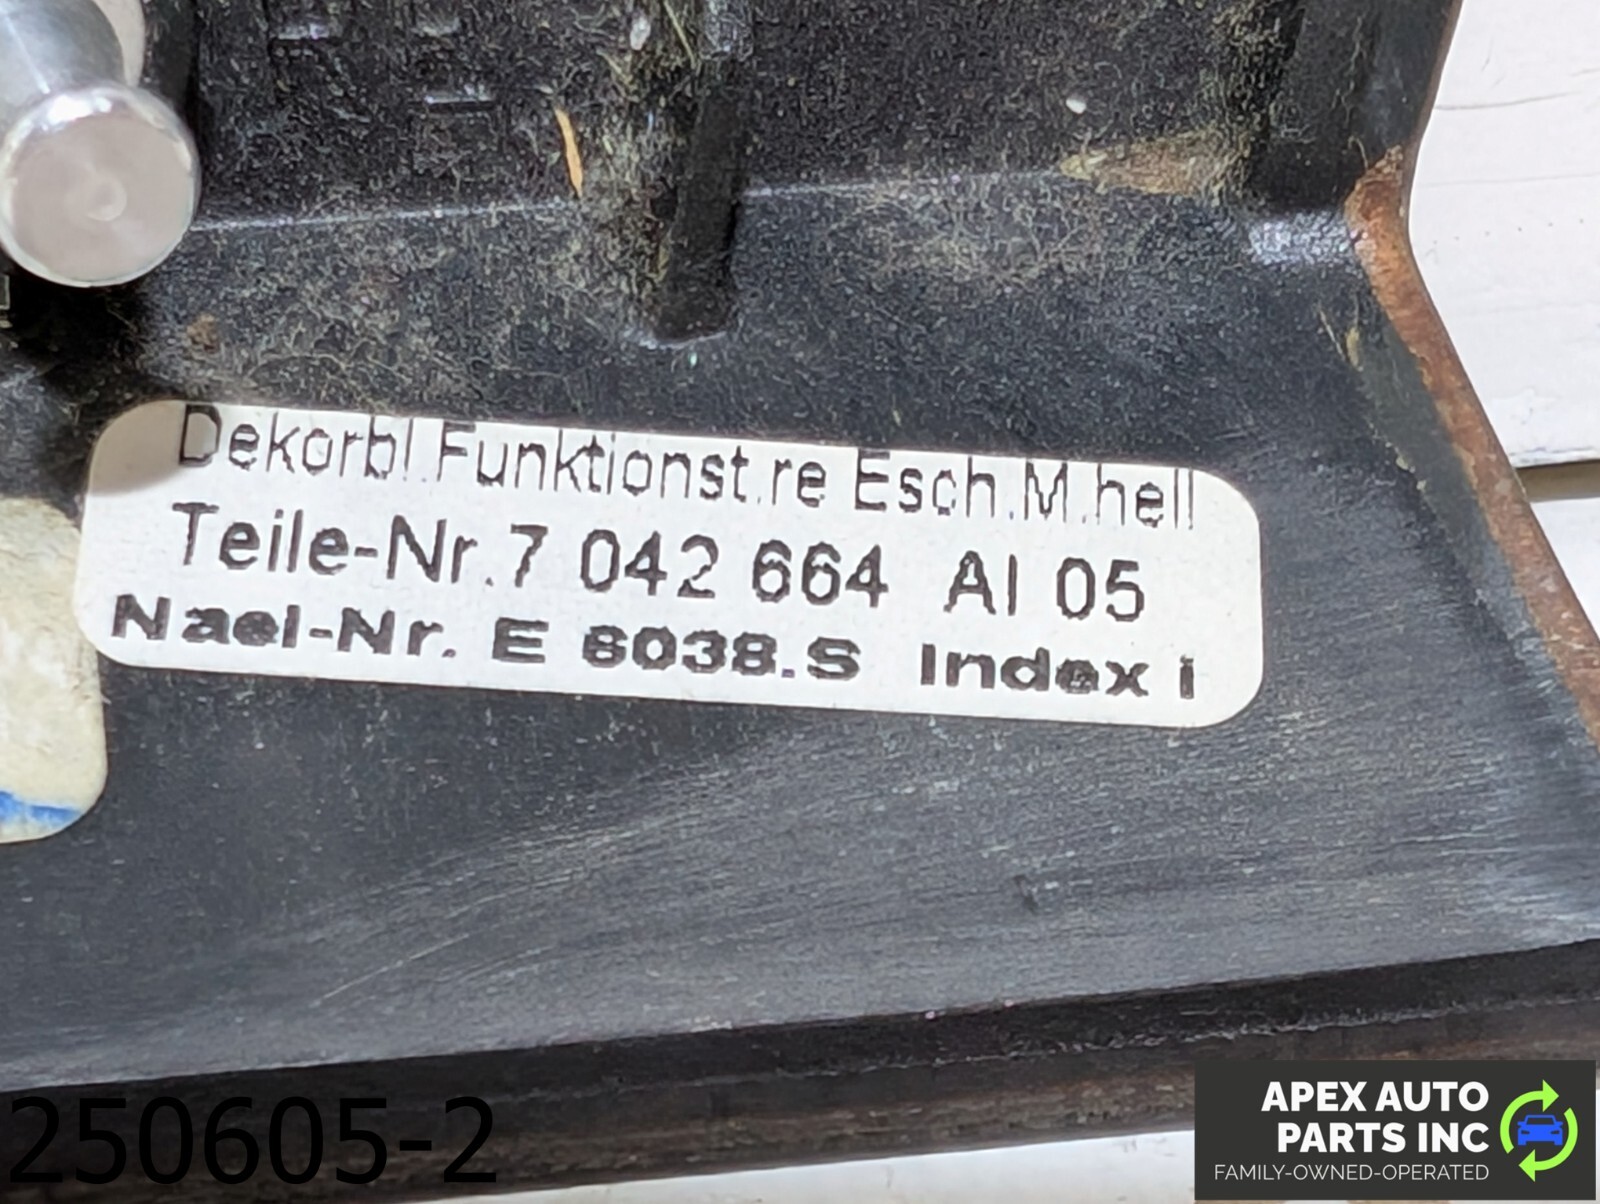 Dekorbl.Funktionst.re Esch.M.hell
Teile-Nr.7 042 664 AI 05
Nael-Nr. E 6038.S Index i
250605-2
APEX AUTO
PARTS INC
FAMILY-OWNED-OPERATED